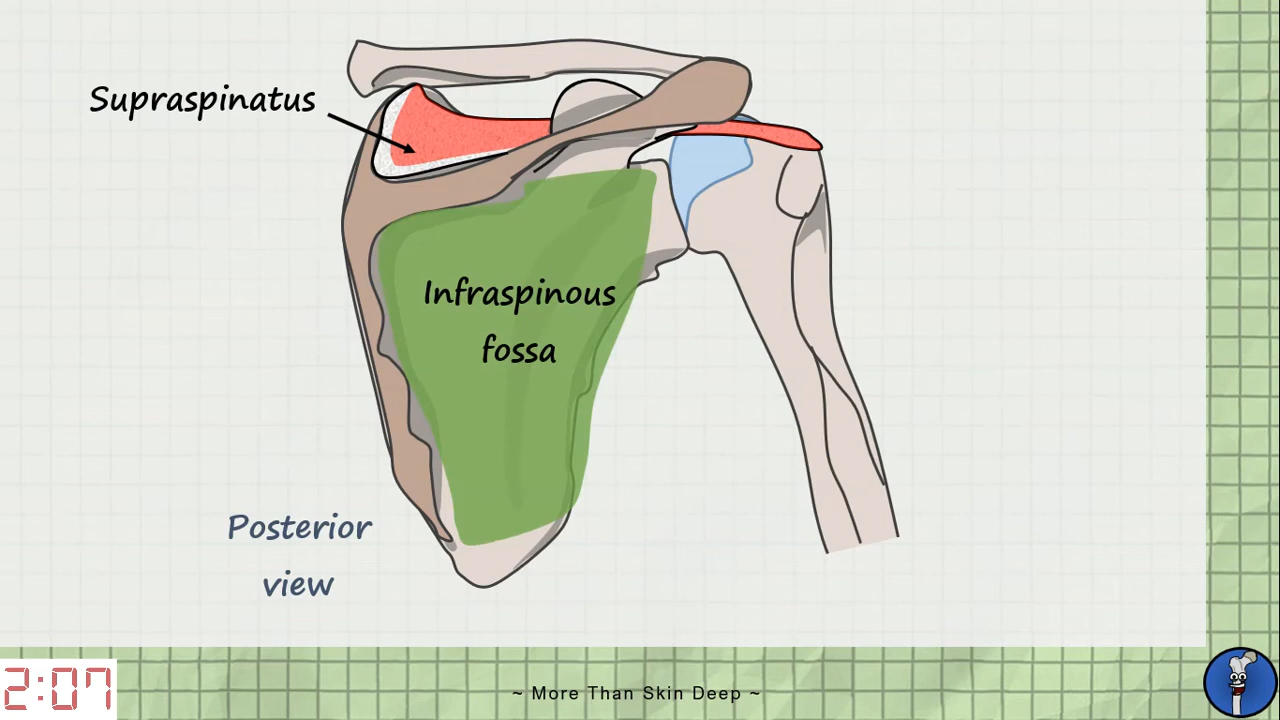 Supraspinatus
Infraspinous
fossa
Posterior
view
2:07
~ More Than Skin Deep ~